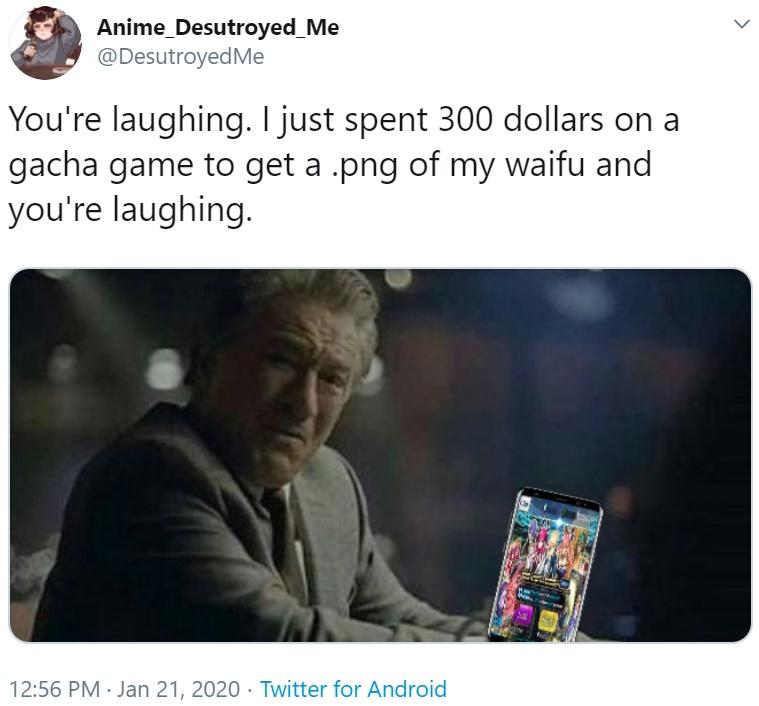 Anime_Desutroyed_Me
@DesutroyedMe
You're laughing. I just spent 300 dollars on a
gacha game to get a .png of my waifu and
you're laughing.
12:56 PM · Jan 21, 2020 · Twitter for Android